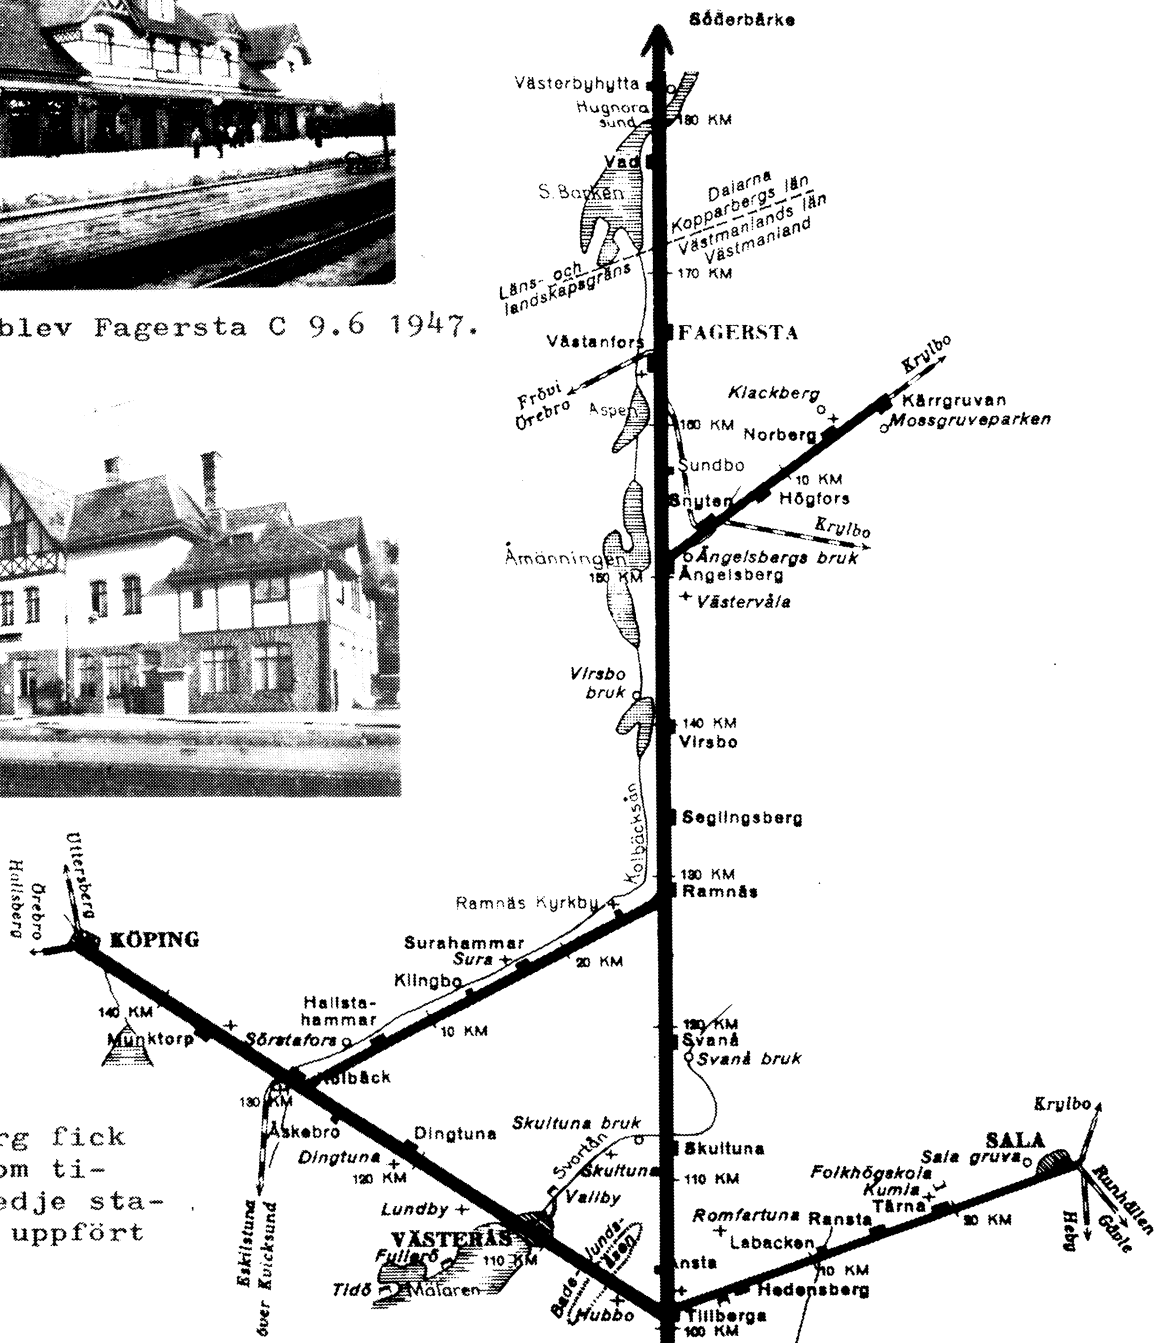 Söderbärke
Västerbyhytta
Hugnora
sund
180 KM
Vad
S. Barken
Dalarna
Kopparbergs län
Västmanlands län
Västmanland
Läns- och
landskapsgräns
170 KM
blev Fagersta C 9.6 1947.
FAGERSTA
Västanfors
Krylbo
Frövi
Örebro
Klackberg
Kärrgruvan
Aspen
Mossgruveparken
160 KM
Norberg
Sundbo
10 KM
Snyten
Högfors
Krylbo
Åmänningen
Ängelsbergs bruk
150 KM
Ängelsberg
Västervåla
Virsbo
bruk
140 KM
Virsbo
Kolbäcksån
Seglingsberg
130 KM
Ramnäs
Uttersberg
Örebro
Hallsberg
KÖPING
Ramnäs Kyrkby
Surahammar
Sura
20 KM
Klingbo
Hallsta-
hammar
140 KM
10 KM
Munktorp
Sörstafors
120 KM
Svanå
Svanå bruk
Kolbäck
130 KM
Åskebro
Dingtuna
Dingtuna
120 KM
Skultuna bruk
Svartån
Skultuna
Skultuna
Krylbo
SALA
Sala gruva
rg fick
om ti-
edje sta-
uppfört
Vallby
110 KM
Folkhögskola
Kumla
Tärna
Lundby
Romfartuna
Ransta
20 KM
Runhällen
Gävle
Heby
VÄSTERÅS
Labacken
Fullerö
110 KM
Bade-
lunds-
åsen
Ansta
10 KM
Tidö
Mälaren
Hedensberg
Hubbo
Tillberga
100 KM
Eskilstuna
över Kvicksund